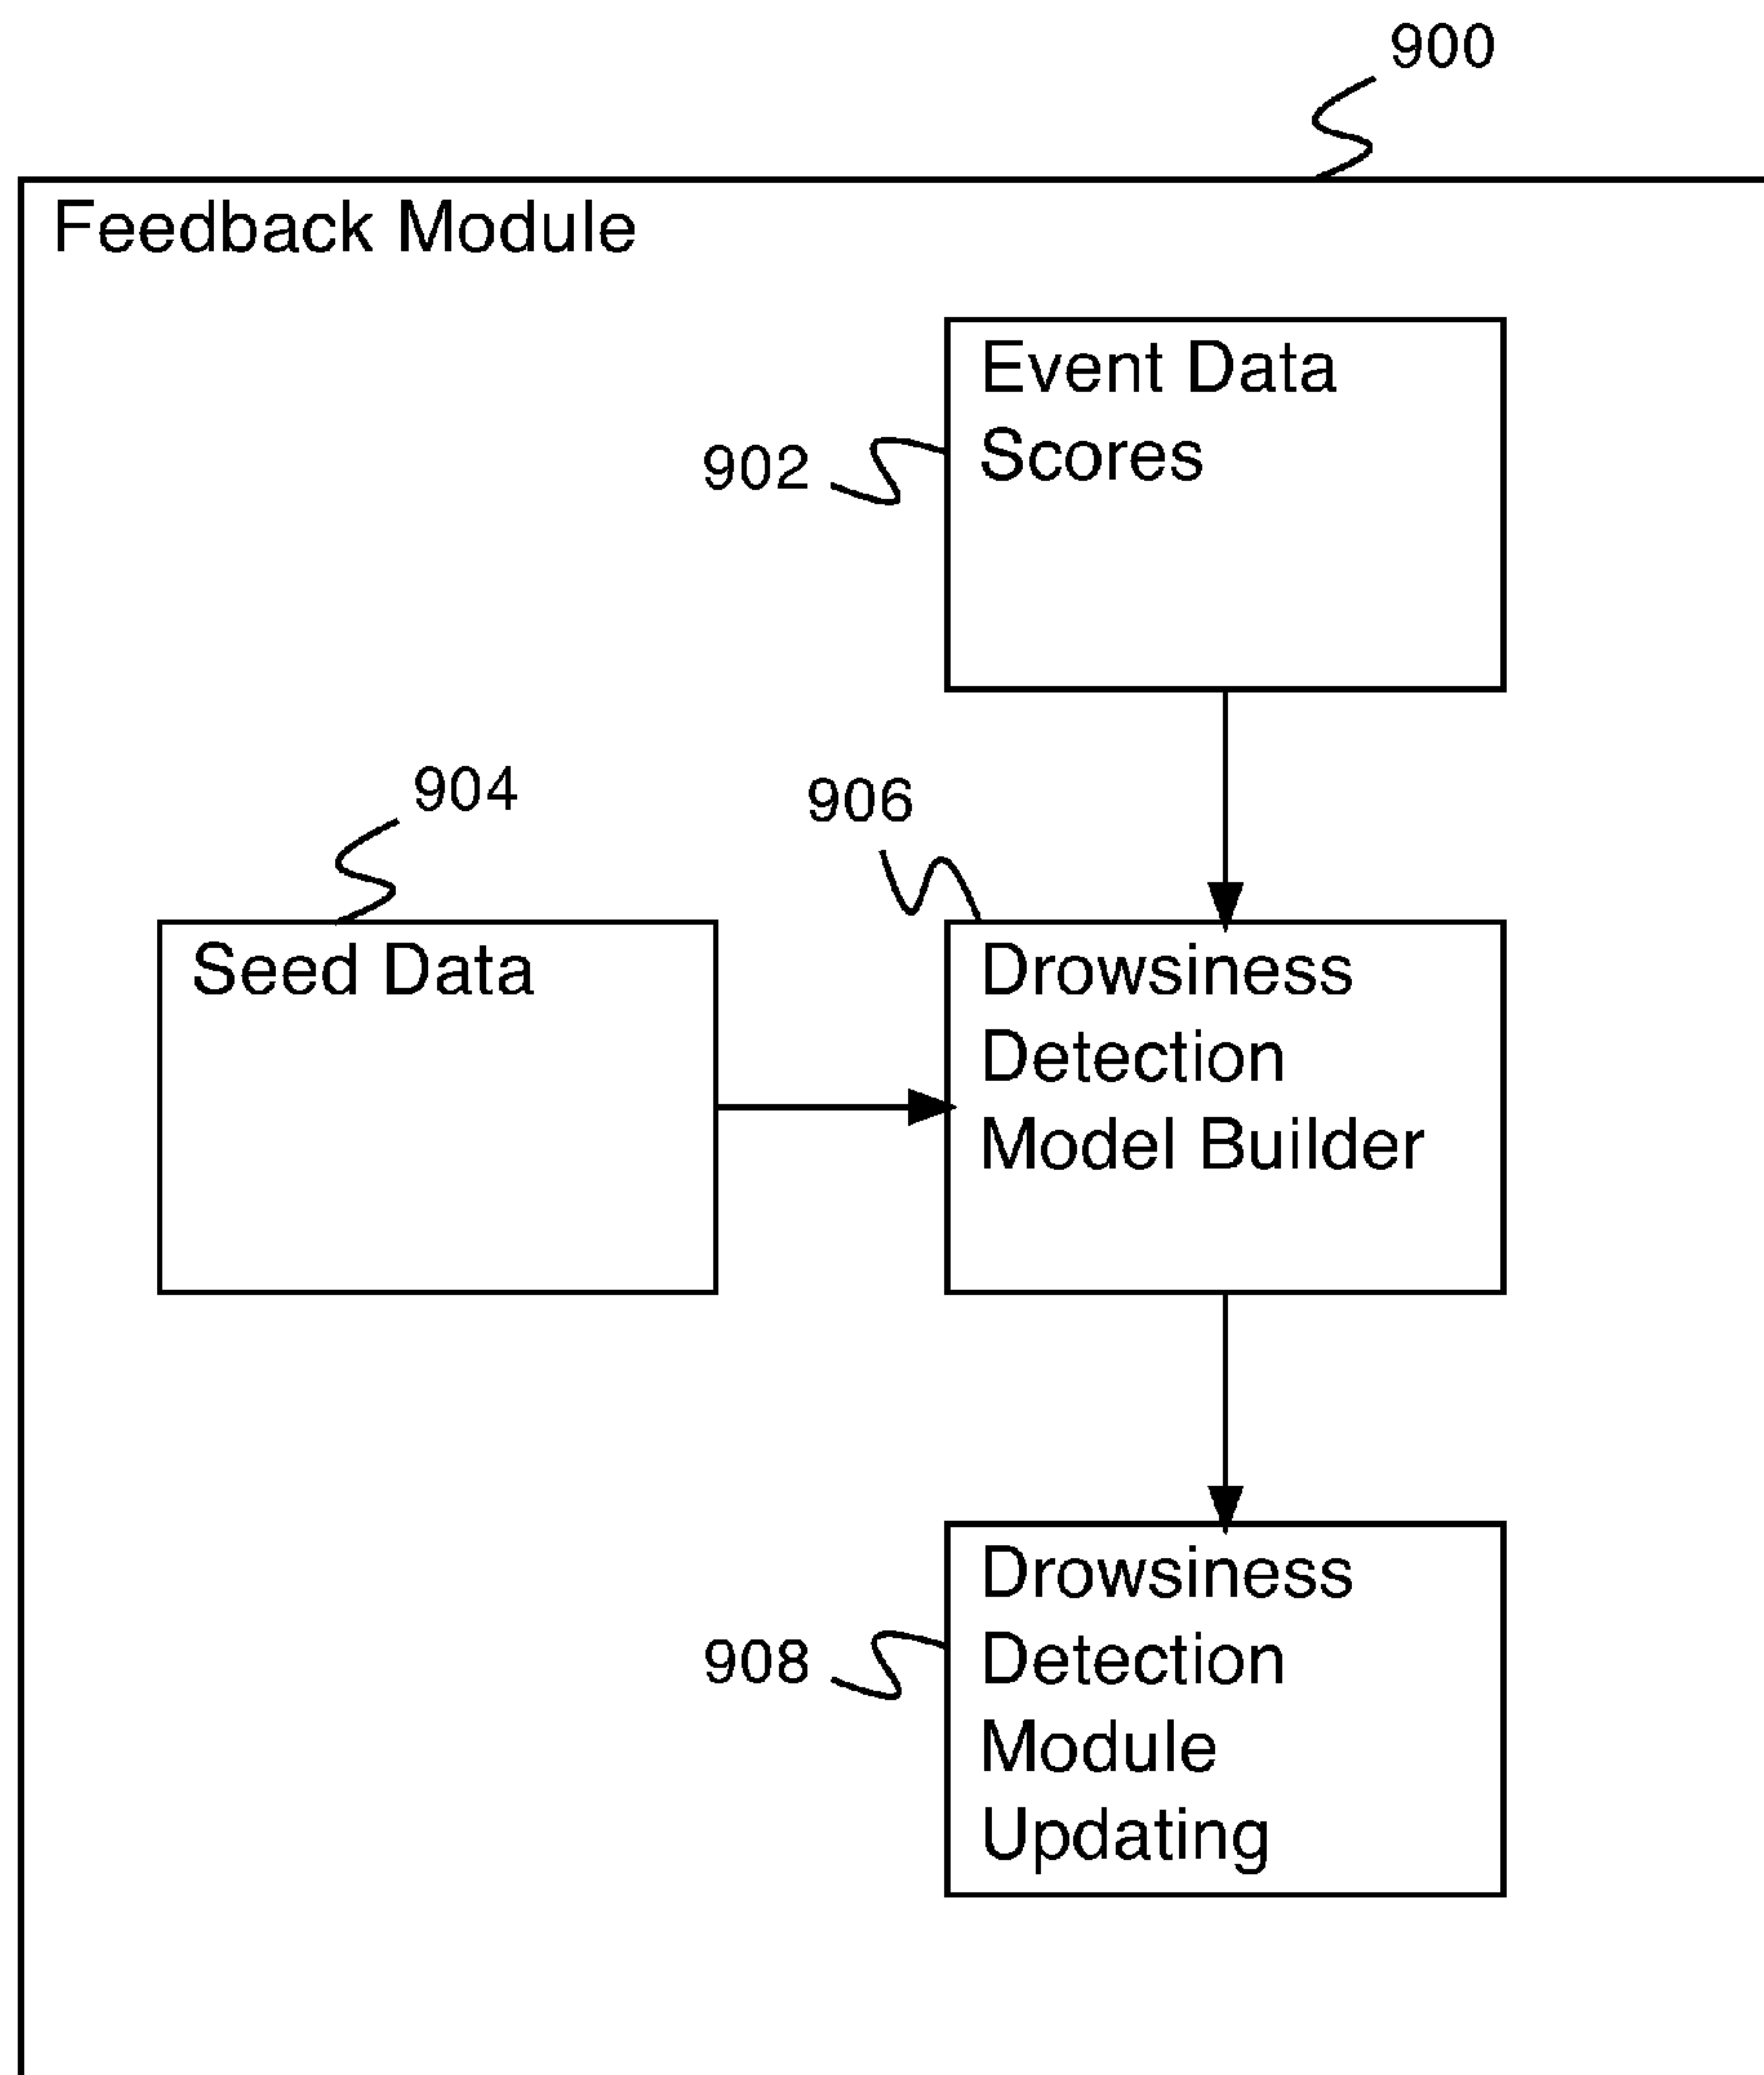 900
Feedback Module
Event Data
Scores
902
904
906
Seed Data
Drowsiness
Detection
Model Builder
Drowsiness
Detection
Module
Updating
908